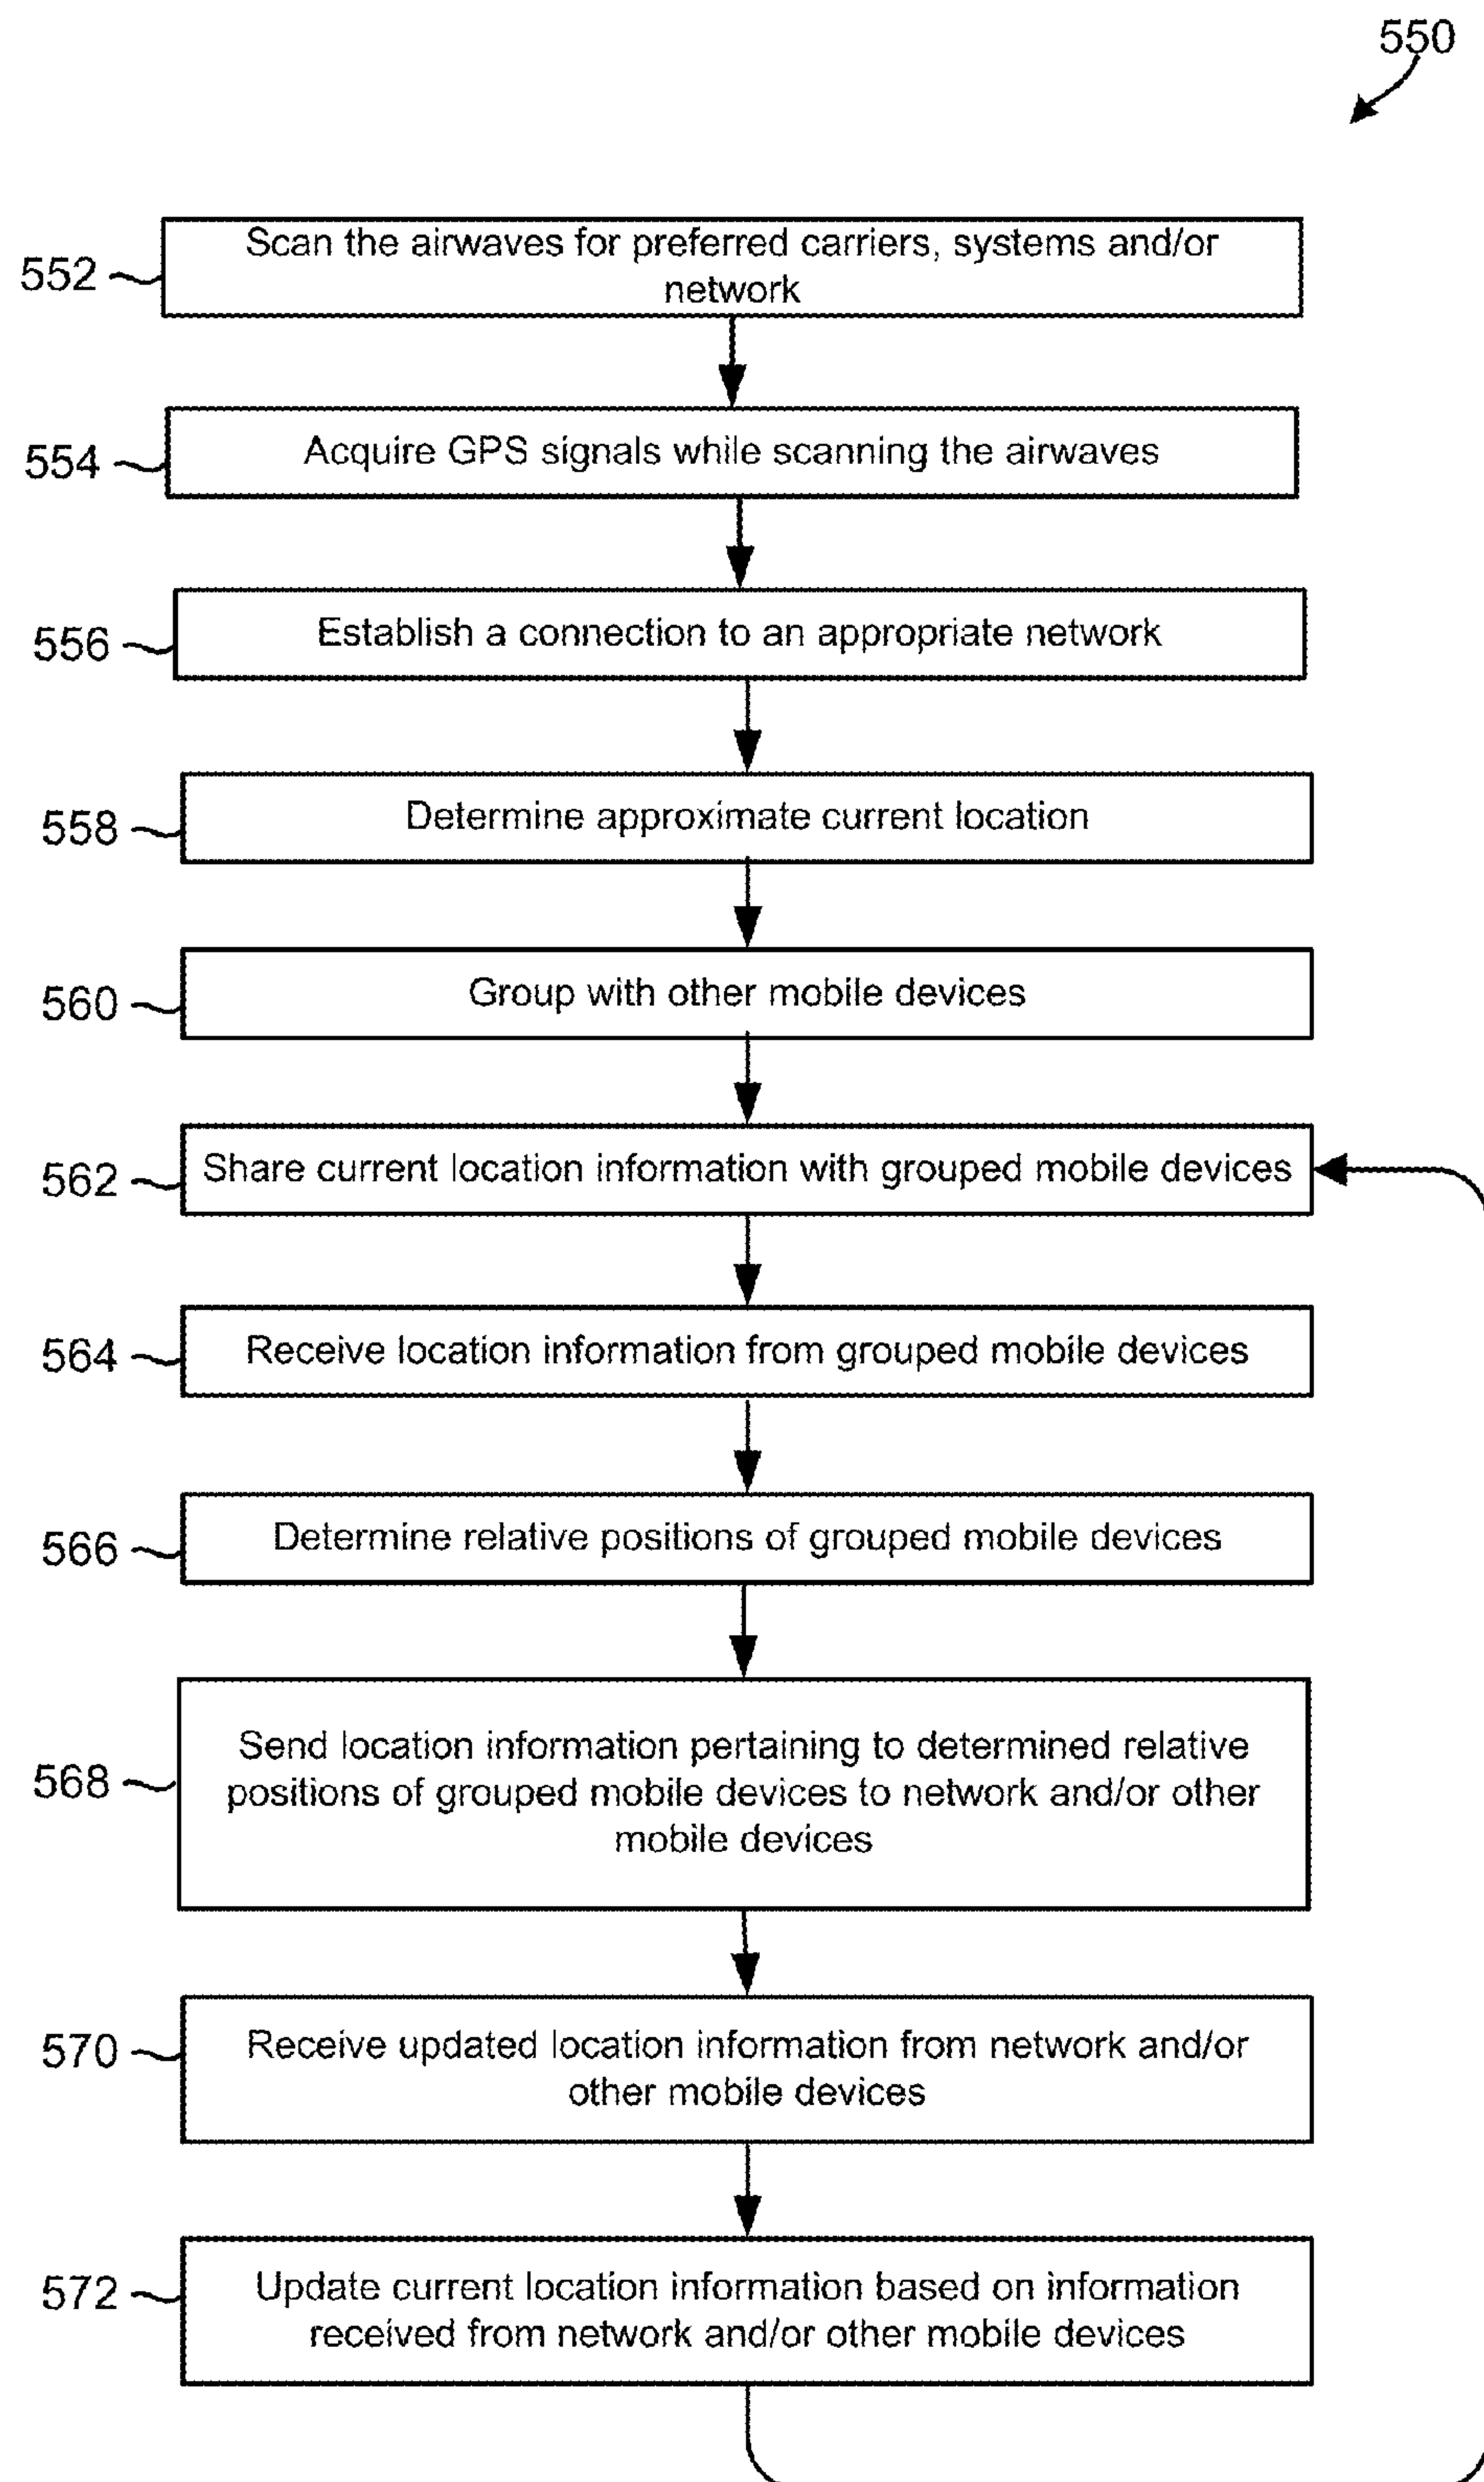 550
552
Scan the airwaves for preferred carriers, systems and/or
network
554
Acquire GPS signals while scanning the airwaves
556
Establish a connection to an appropriate network
558
Determine approximate current location
560
Group with other mobile devices
562
Share current location information with grouped mobile devices
564
Receive location information from grouped mobile devices
566
Determine relative positions of grouped mobile devices
568
Send location information pertaining to determined relative
positions of grouped mobile devices to network and/or other
mobile devices
570
Receive updated location information from network and/or
other mobile devices
572
Update current location information based on information
received from network and/or other mobile devices